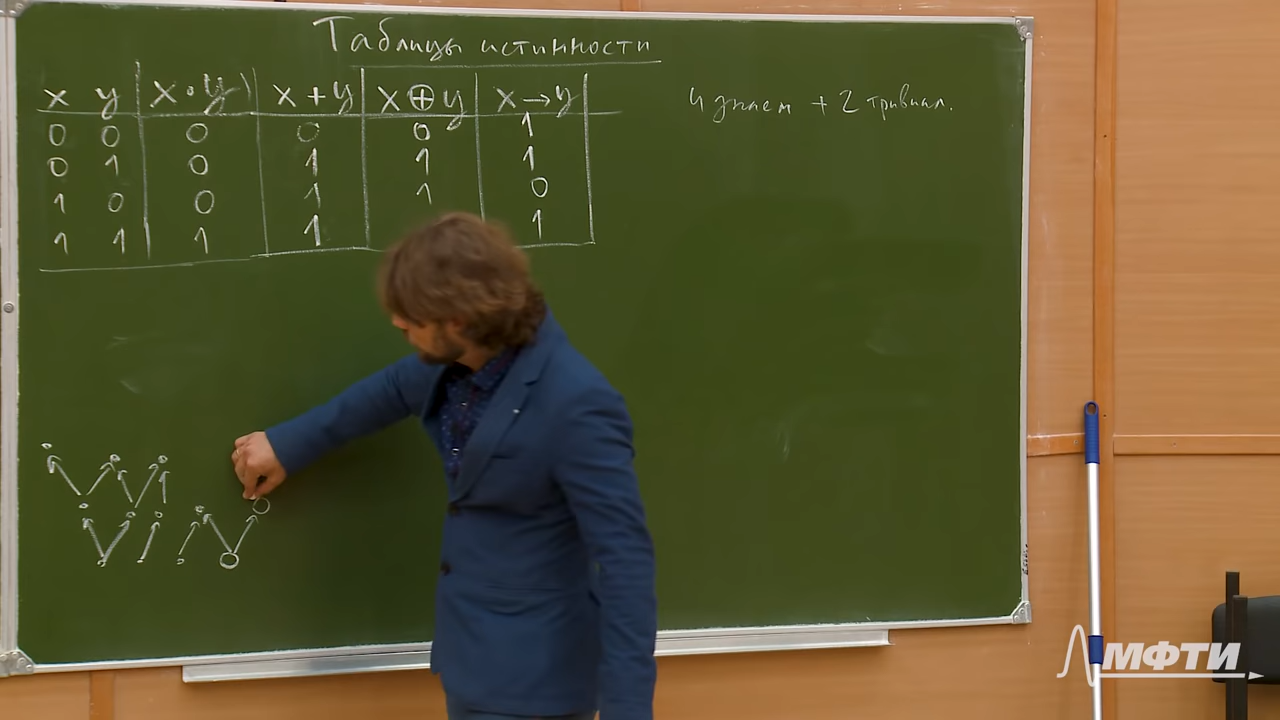 Таблицы истинности
x y x∘y x+y x⊕y x→y
4 знаем + 2 тривиал.
0 0 0 0 0 1
0 1 0 1 1 1
1 0 0 1 1 0
1 1 1 1 1
МФТИ